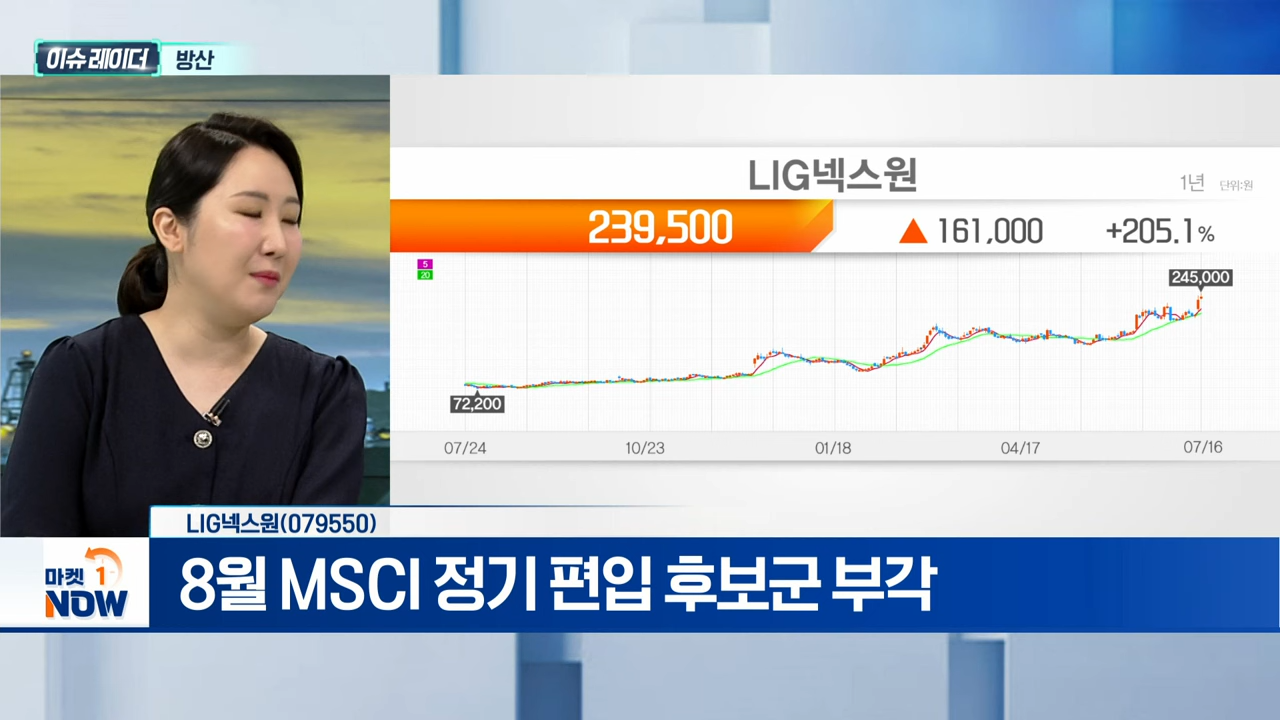 이슈레이더 방산
LIG넥스원
1년 단위:원
239,500 ▲ 161,000 +205.1%
5
20
245,000
72,200
07/24 10/23 01/18 04/17 07/16
LIG넥스원(079550)
마켓 1
NOW
8월 MSCI 정기 편입 후보군 부각